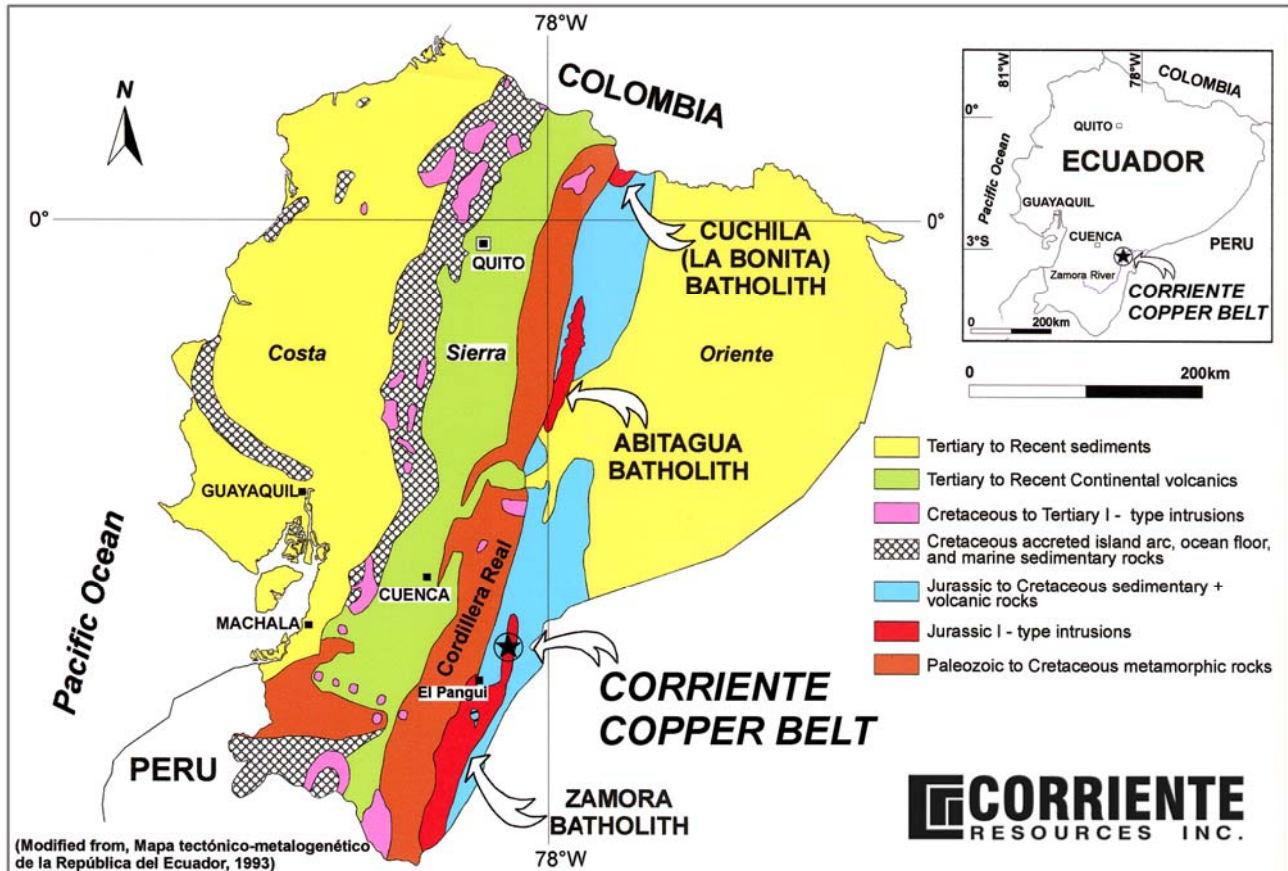 78°W
N
COLOMBIA
0°
0°
QUITO
CUCHILA
(LA BONITA)
BATHOLITH
Costa
Sierra
Oriente
ABITAGUA
BATHOLITH
GUAYAQUIL
CUENCA
Cordillera Real
MACHALA
Pacific Ocean
El Pangui
CORRIENTE
COPPER BELT
PERU
ZAMORA
BATHOLITH
78°W
(Modified from, Mapa tectónico-metalogenético
de la República del Ecuador, 1993)
81°W
78°W
COLOMBIA
0°
QUITO
ECUADOR
Pacific Ocean
GUAYAQUIL
CUENCA
3°S
PERU
Zamora River
CORRIENTE
COPPER BELT
0 200km
0 200km
Tertiary to Recent sediments
Tertiary to Recent Continental volcanics
Cretaceous to Tertiary I - type intrusions
Cretaceous accreted island arc, ocean floor,
and marine sedimentary rocks
Jurassic to Cretaceous sedimentary +
volcanic rocks
Jurassic I - type intrusions
Paleozoic to Cretaceous metamorphic rocks
CORRIENTE
RESOURCES INC.